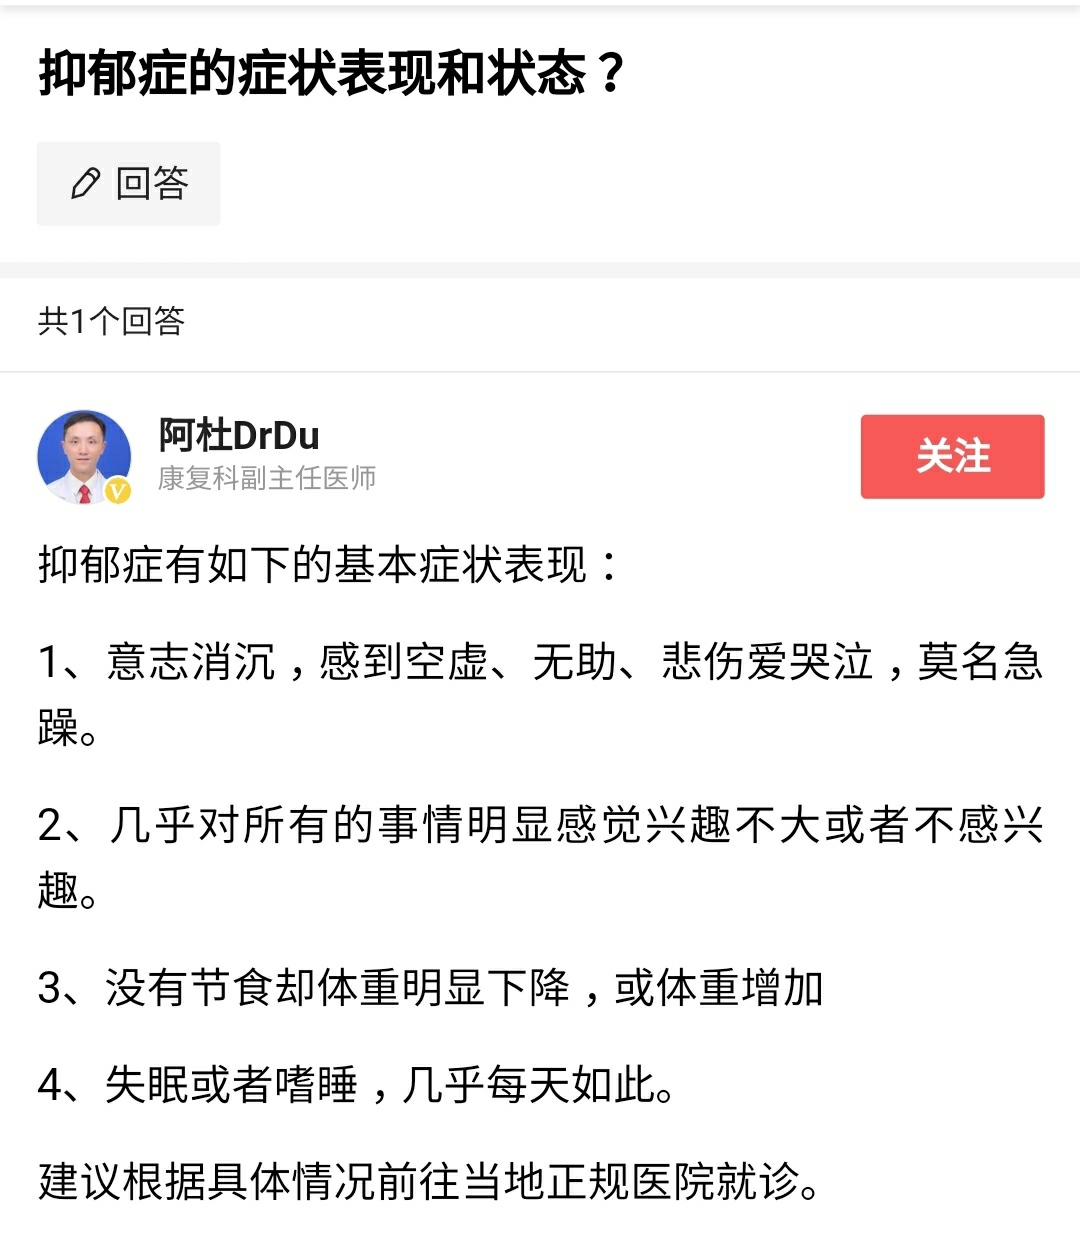 抑郁症的症状表现和状态？
回答
共1个回答
阿杜DrDu
康复科副主任医师
V
关注
抑郁症有如下的基本症状表现：
1、意志消沉，感到空虚、无助、悲伤爱哭泣，莫名急
躁。
2、几乎对所有的事情明显感觉兴趣不大或者不感兴
趣。
3、没有节食却体重明显下降，或体重增加
4、失眠或者嗜睡，几乎每天如此。
建议根据具体情况前往当地正规医院就诊。